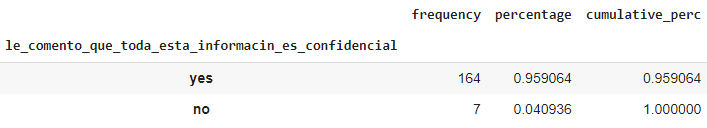 frequency percentage cumulative_perc
le_comento_que_toda_esta_informacin_es_confidencial
yes 164 0.959064 0.959064
no 7 0.040936 1.000000